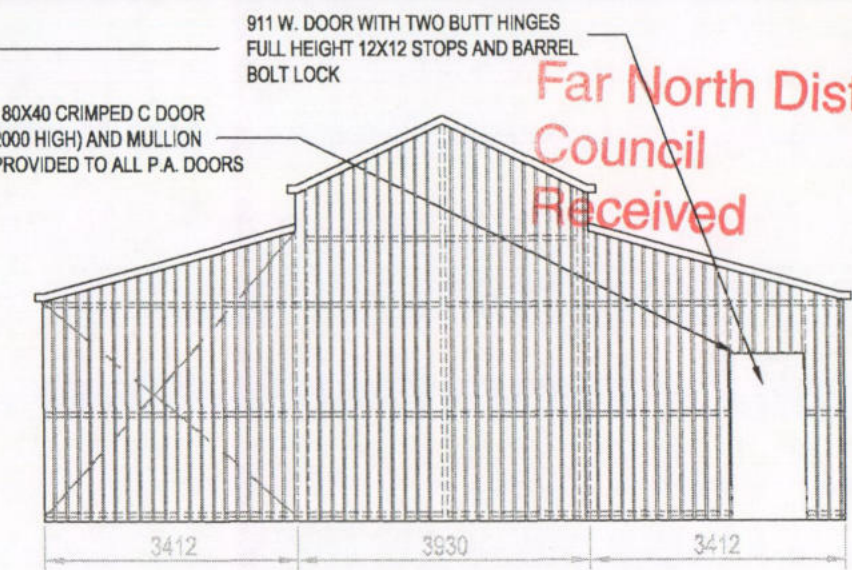 911 W. DOOR WITH TWO BUTT HINGES
FULL HEIGHT 12X12 STOPS AND BARREL
BOLT LOCK
80X40 CRIMPED C DOOR
2000 HIGH) AND MULLION
PROVIDED TO ALL P.A. DOORS
Far North Dist
Council
Received
3412
3930
3412